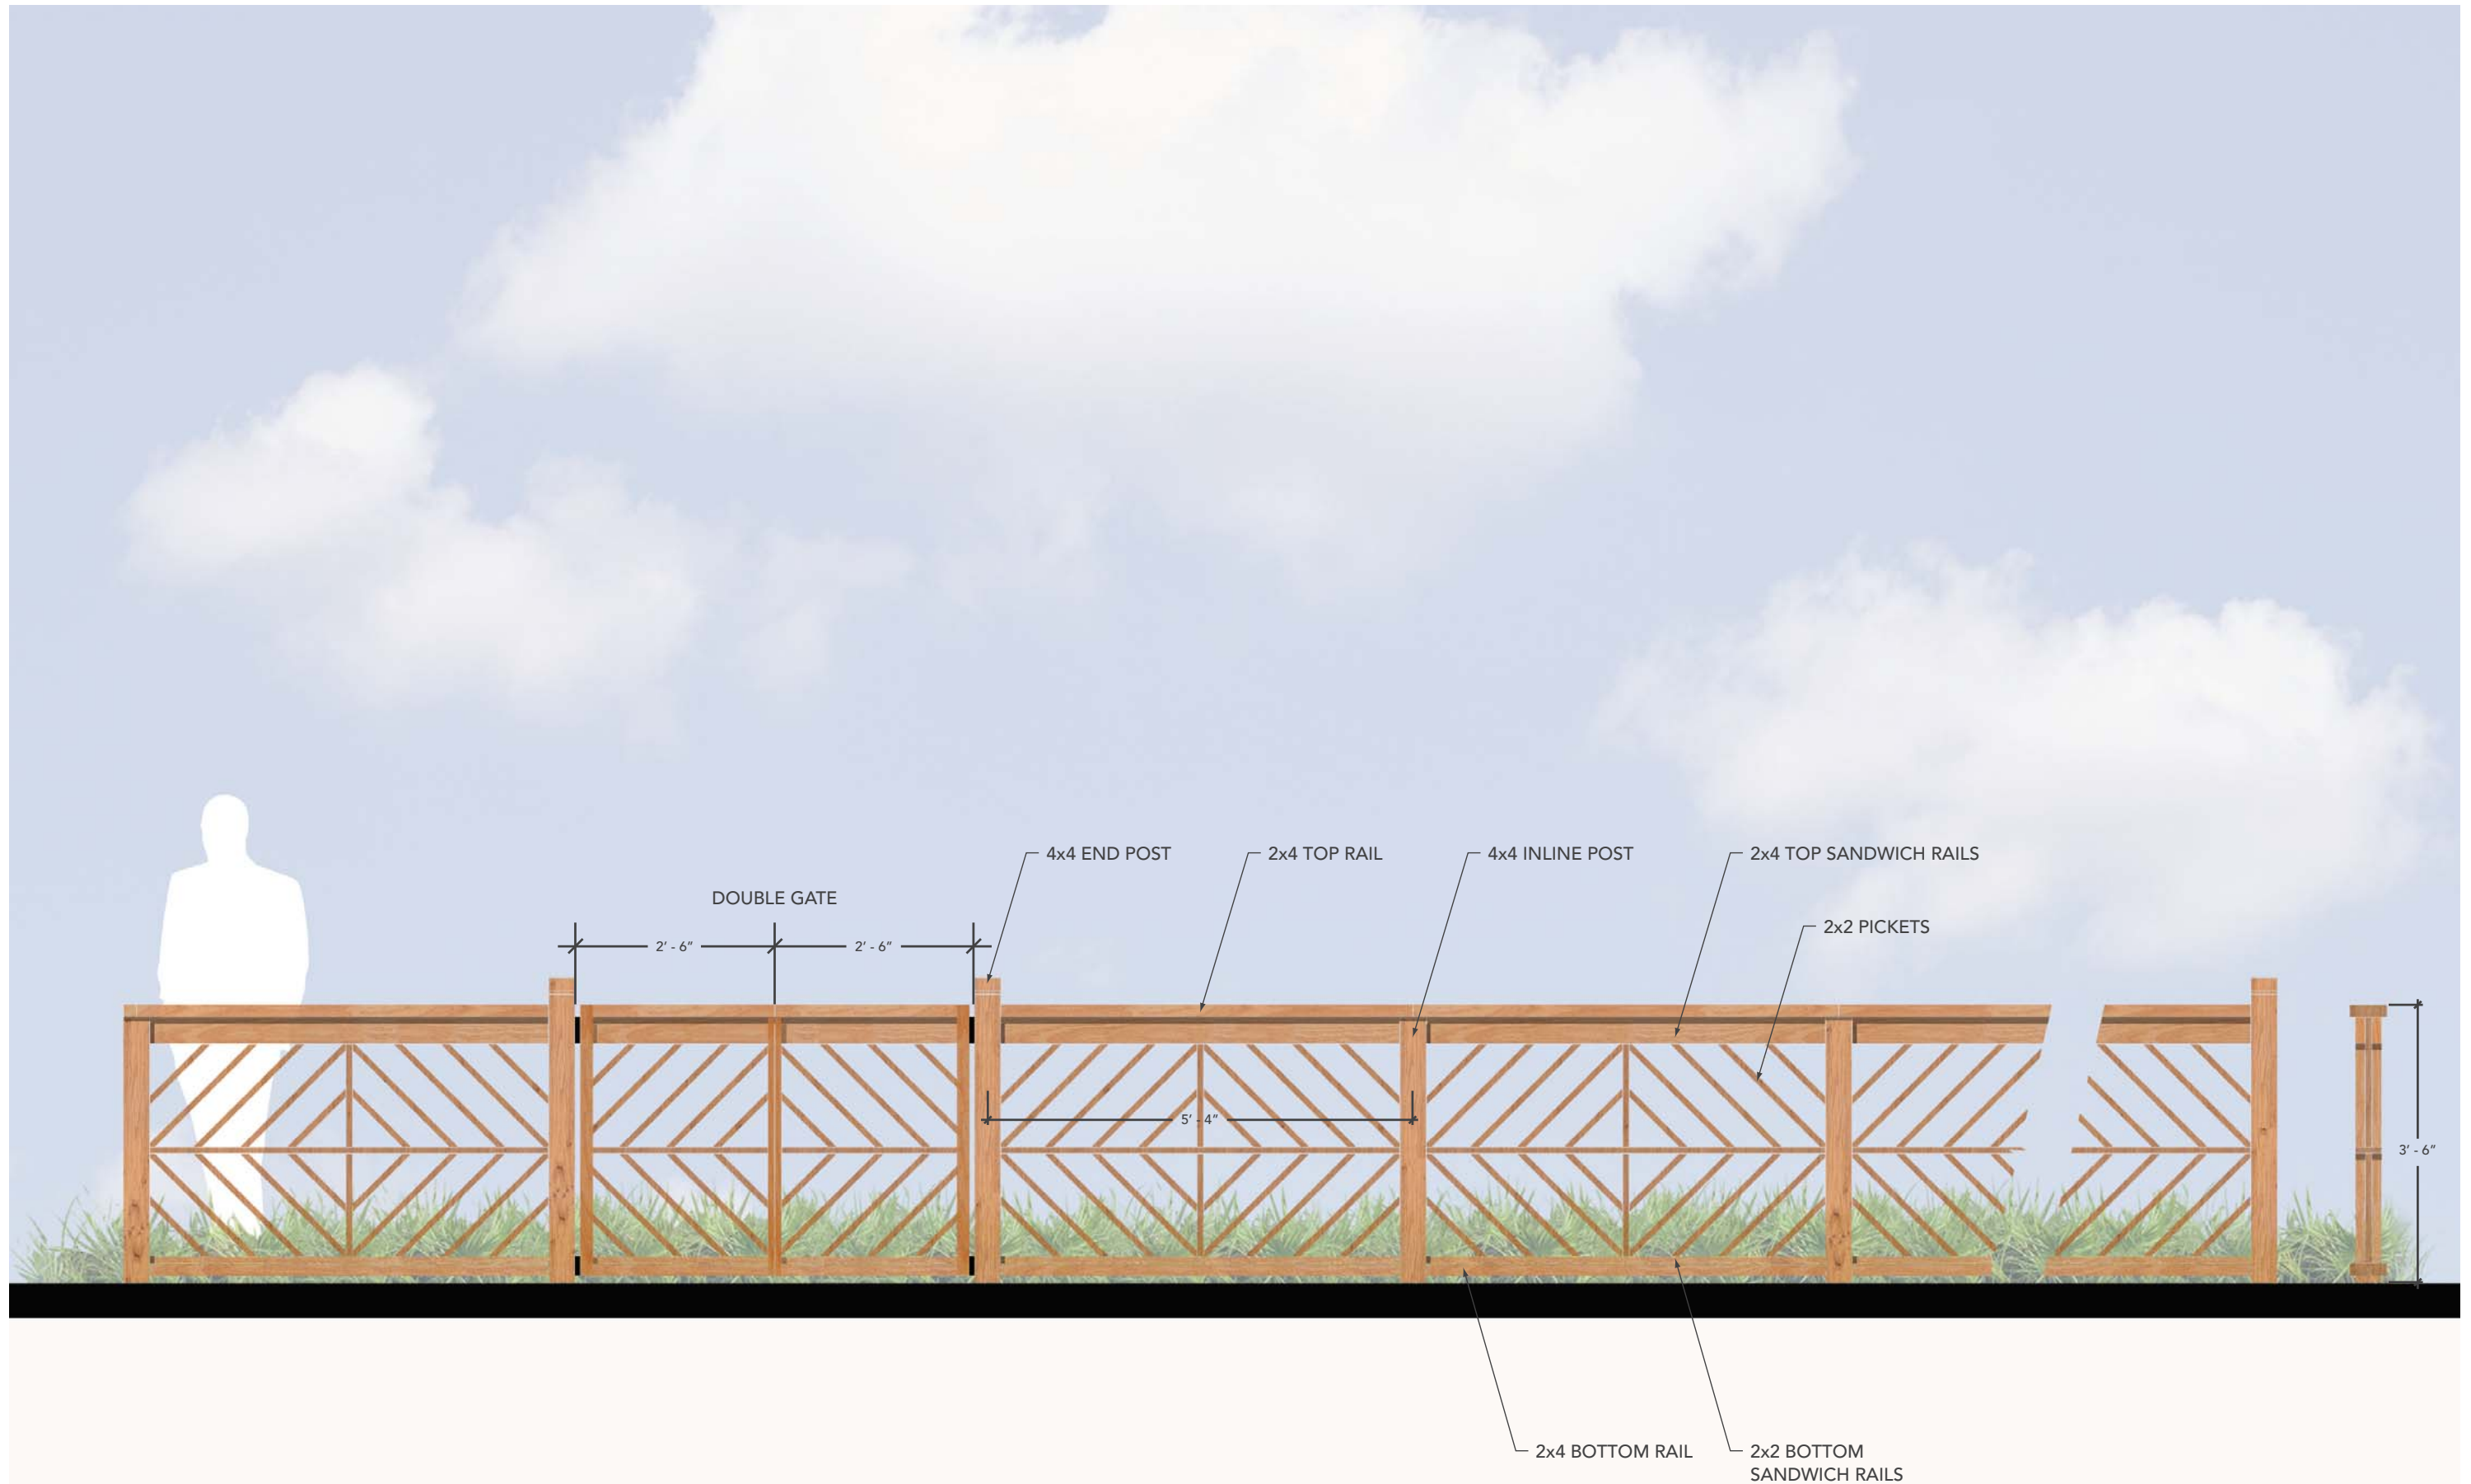 4x4 END POST
2x4 TOP RAIL
4x4 INLINE POST
2x4 TOP SANDWICH RAILS
DOUBLE GATE
2x2 PICKETS
2' - 6"
2' - 6"
5' - 4"
3' - 6"
2x4 BOTTOM RAIL
2x2 BOTTOM
SANDWICH RAILS